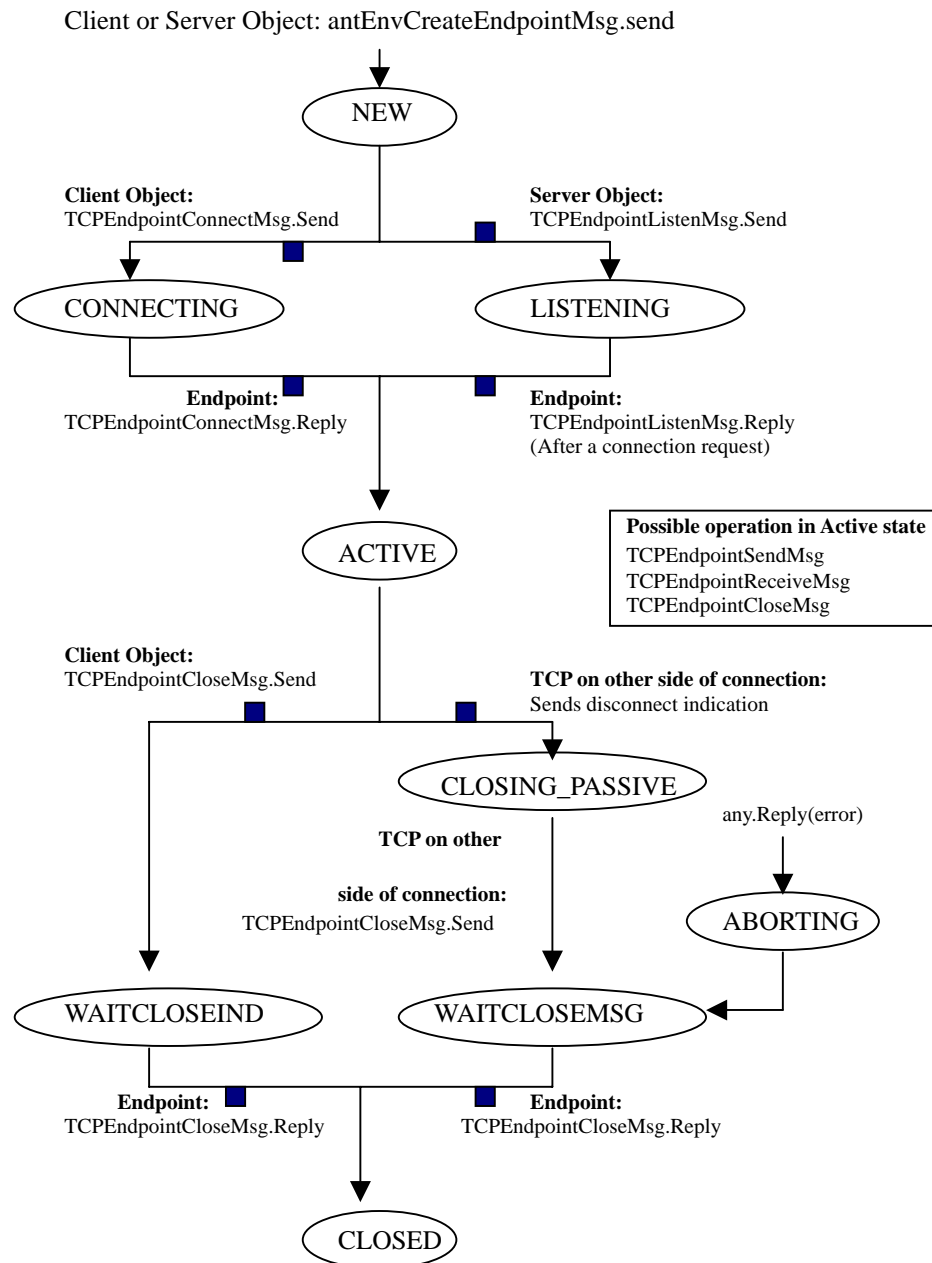 Client or Server Object: antEnvCreateEndpointMsg.send
NEW
Client Object:
TCPEndpointConnectMsg.Send
Server Object:
TCPEndpointListenMsg.Send
CONNECTING
LISTENING
Endpoint:
TCPEndpointConnectMsg.Reply
Endpoint:
TCPEndpointListenMsg.Reply
(After a connection request)
ACTIVE
Possible operation in Active state
TCPEndpointSendMsg
TCPEndpointReceiveMsg
TCPEndpointCloseMsg
Client Object:
TCPEndpointCloseMsg.Send
TCP on other side of connection:
Sends disconnect indication
CLOSING_PASSIVE
any.Reply(error)
TCP on other
side of connection:
TCPEndpointCloseMsg.Send
ABORTING
WAITCLOSEIND
WAITCLOSEMSG
Endpoint:
TCPEndpointCloseMsg.Reply
Endpoint:
TCPEndpointCloseMsg.Reply
CLOSED